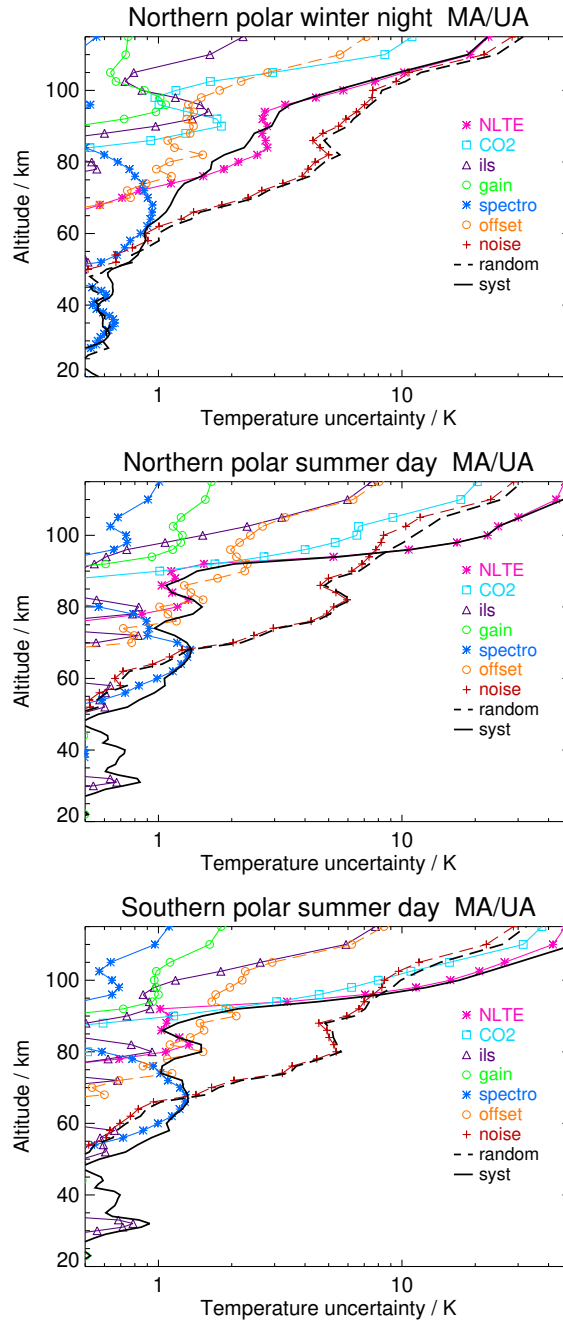 Northern polar winter night MA/UA
100
80
60
40
20
Altitude / km
NLTE
CO2
ils
gain
spectro
offset
noise
random
syst
1
10
Temperature uncertainty / K
Northern polar summer day MA/UA
100
80
60
40
20
Altitude / km
NLTE
CO2
ils
gain
spectro
offset
noise
random
syst
1
10
Temperature uncertainty / K
Southern polar summer day MA/UA
100
80
60
40
20
Altitude / km
NLTE
CO2
ils
gain
spectro
offset
noise
random
syst
1
10
Temperature uncertainty / K